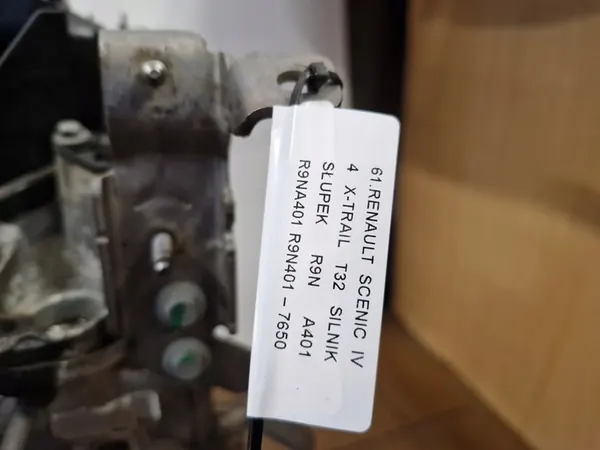 61.RENAULT SCENIC IV
4 X-TRAIL T32 SILNIK
SŁUPEK R9N A401
R9NA401 R9N401-7650